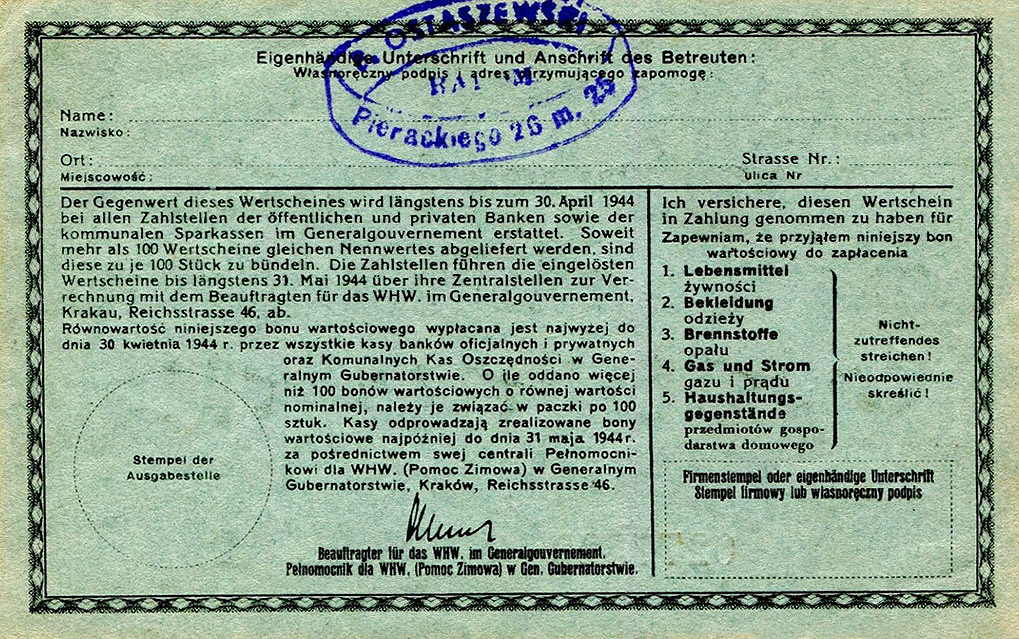 B. OSTASZEWSKI
Pierackiego 26 m. 25
Eigenhändige Unterschrift und Anschrift des Betreuten:
Własnoręczny podpis i adres otrzymującego zapomogę:
Name:
Nazwisko:
Ort:
Miejscowość:
Strasse Nr.:
ulica Nr
Der Gegenwert dieses Wertscheines wird längstens bis zum 30. April 1944
bei allen Zahlstellen der öffentlichen und privaten Banken sowie der
kommunalen Sparkassen im Generalgouvernement erstattet. Soweit
mehr als 100 Wertscheine gleichen Nennwertes abgeliefert werden, sind
diese zu je 100 Stück zu bündeln. Die Zahlstellen führen die eingelösten
Wertscheine bis längstens 31. Mai 1944 über ihre Zentralstellen zur Ver-
rechnung mit dem Beauftragten für das WHW. im Generalgouvernement,
Krakau, Reichsstrasse 46, ab.
Równowartość niniejszego bonu wartościowego wypłacana jest najwyżej do
dnia 30 kwietnia 1944 r. przez wszystkie kasy banków oficjalnych i prywatnych
oraz Komunalnych Kas Oszczędności w Gene-
ralnym Gubernatorstwie. O ile oddano więcej
niż 100 bonów wartościowych o równej wartości
nominalnej, należy je związać w paczki po 100
sztuk. Kasy odprowadzają zrealizowane bony
wartościowe najpóźniej do dnia 31 maja 1944 r.
za pośrednictwem swej centrali Pełnomocni-
kowi dla WHW. (Pomoc Zimowa) w Generalnym
Gubernatorstwie, Kraków, Reichsstrasse 46.
Stempel der
Ausgabestelle
Beauftragter für das WHW. im Generalgouvernement.
Pełnomocnik dla WHW. (Pomoc Zimowa) w Gen. Gubernatorstwie.
Ich versichere, diesen Wertschein
in Zahlung genommen zu haben für
Zapewniam, że przyjąłem niniejszy bon
wartościowy do zapłacenia
1. Lebensmittel
żywności
2. Bekleidung
odzieży
3. Brennstoffe
opału
4. Gas und Strom
gazu i prądu
5. Haushaltungs-
gegenstände
przedmiotów gospo-
darstwa domowego
Nicht-
zutreffendes
streichen!
Nieodpowiednie
skreślić!
Firmenstempel oder eigenhändige Unterschrift
Stempel firmowy lub własnoręczny podpis